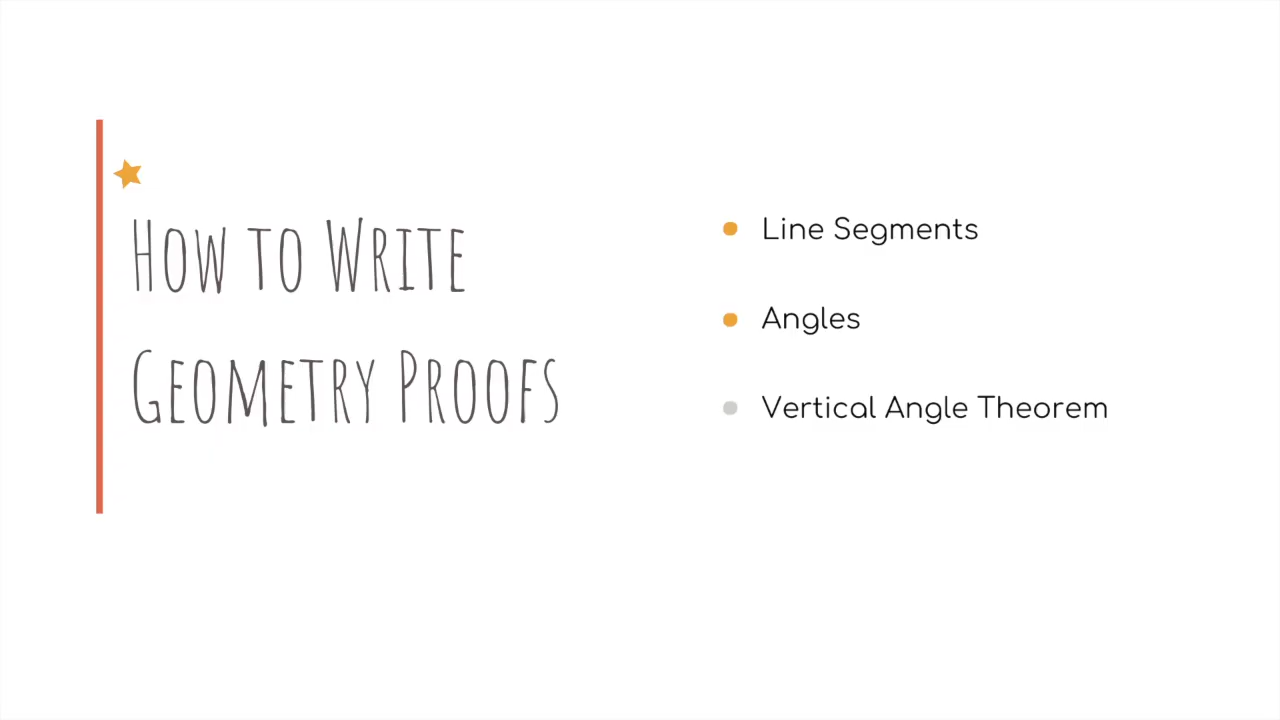 How to Write
Geometry Proofs
Line Segments
Angles
Vertical Angle Theorem